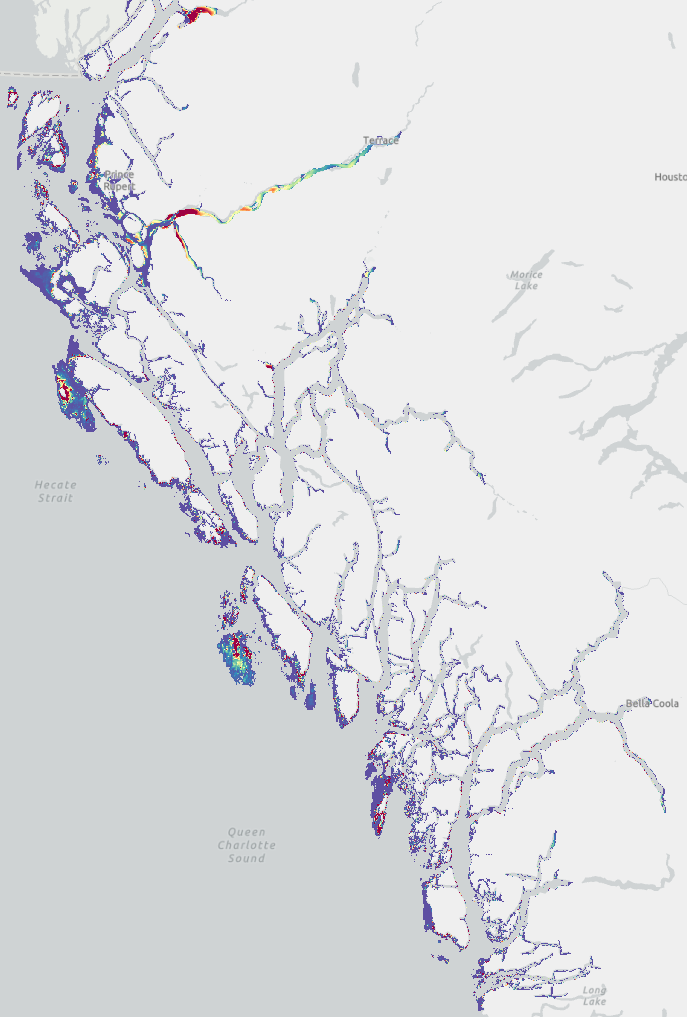 Terrace
Prince
Rupert
Housto
Morice
Lake
Hecate
Strait
Bella Coola
Queen
Charlotte
Sound
Long
Lake